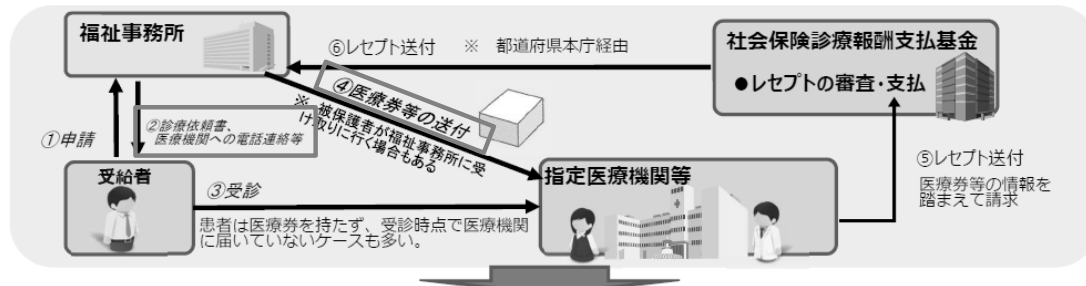 福祉事務所
⑥レセプト送付　※　都道府県本庁経由
社会保険診療報酬支払基金
●レセプトの審査・支払
④医療券等の送付
※　被保護者が福祉事務所に受
け取りに行く場合もある
①申請
②診療依頼書、
医療機関への電話連絡等
受給者
③受診
患者は医療券を持たず、受診時点で医療機関
に届いていないケースも多い。
指定医療機関等
⑤レセプト送付
医療券等の情報を
踏まえて請求